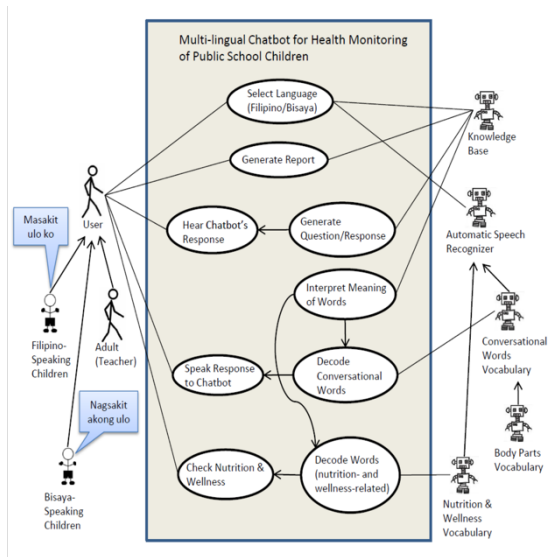 Multi-lingual Chatbot for Health Monitoring
of Public School Children
Select Language
(Filipino/Bisaya)
Knowledge
Base
Generate Report
User
Masakit
ulo ko
Hear Chatbot's
Response
Generate
Question/Response
Automatic Speech
Recognizer
Interpret Meaning
of Words
Filipino-
Speaking
Children
Adult
(Teacher)
Speak Response
to Chatbot
Decode
Conversational
Words
Conversational
Words
Vocabulary
Nagsakit
akong ulo
Bisaya-
Speaking
Children
Check Nutrition &
Wellness
Decode Words
(nutrition- and
wellness-related)
Body Parts
Vocabulary
Nutrition &
Wellness
Vocabulary